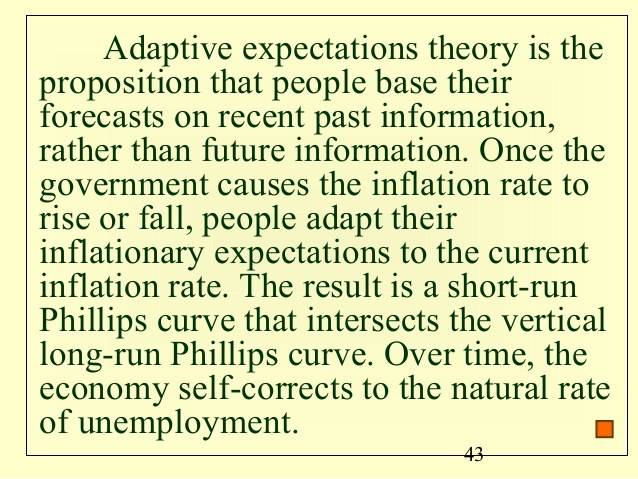 Adaptive expectations theory is the
proposition that people base their
forecasts on recent past information,
rather than future information. Once the
government causes the inflation rate to
rise or fall, people adapt their
inflationary expectations to the current
inflation rate. The result is a short-run
Phillips curve that intersects the vertical
long-run Phillips curve. Over time, the
economy self-corrects to the natural rate
of unemployment.
43